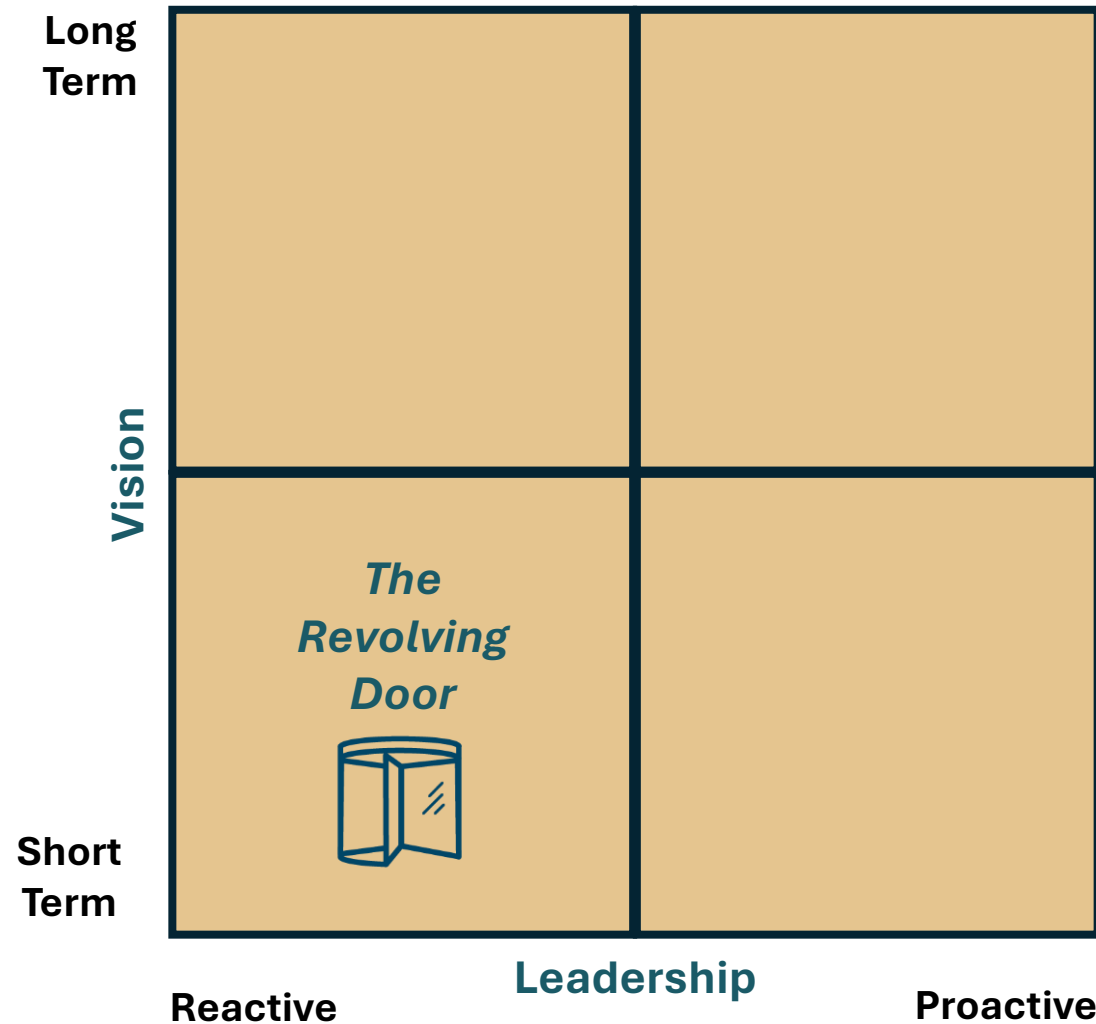 Long
Term
Vision
The
Revolving
Door
Short
Term
Leadership
Reactive
Proactive